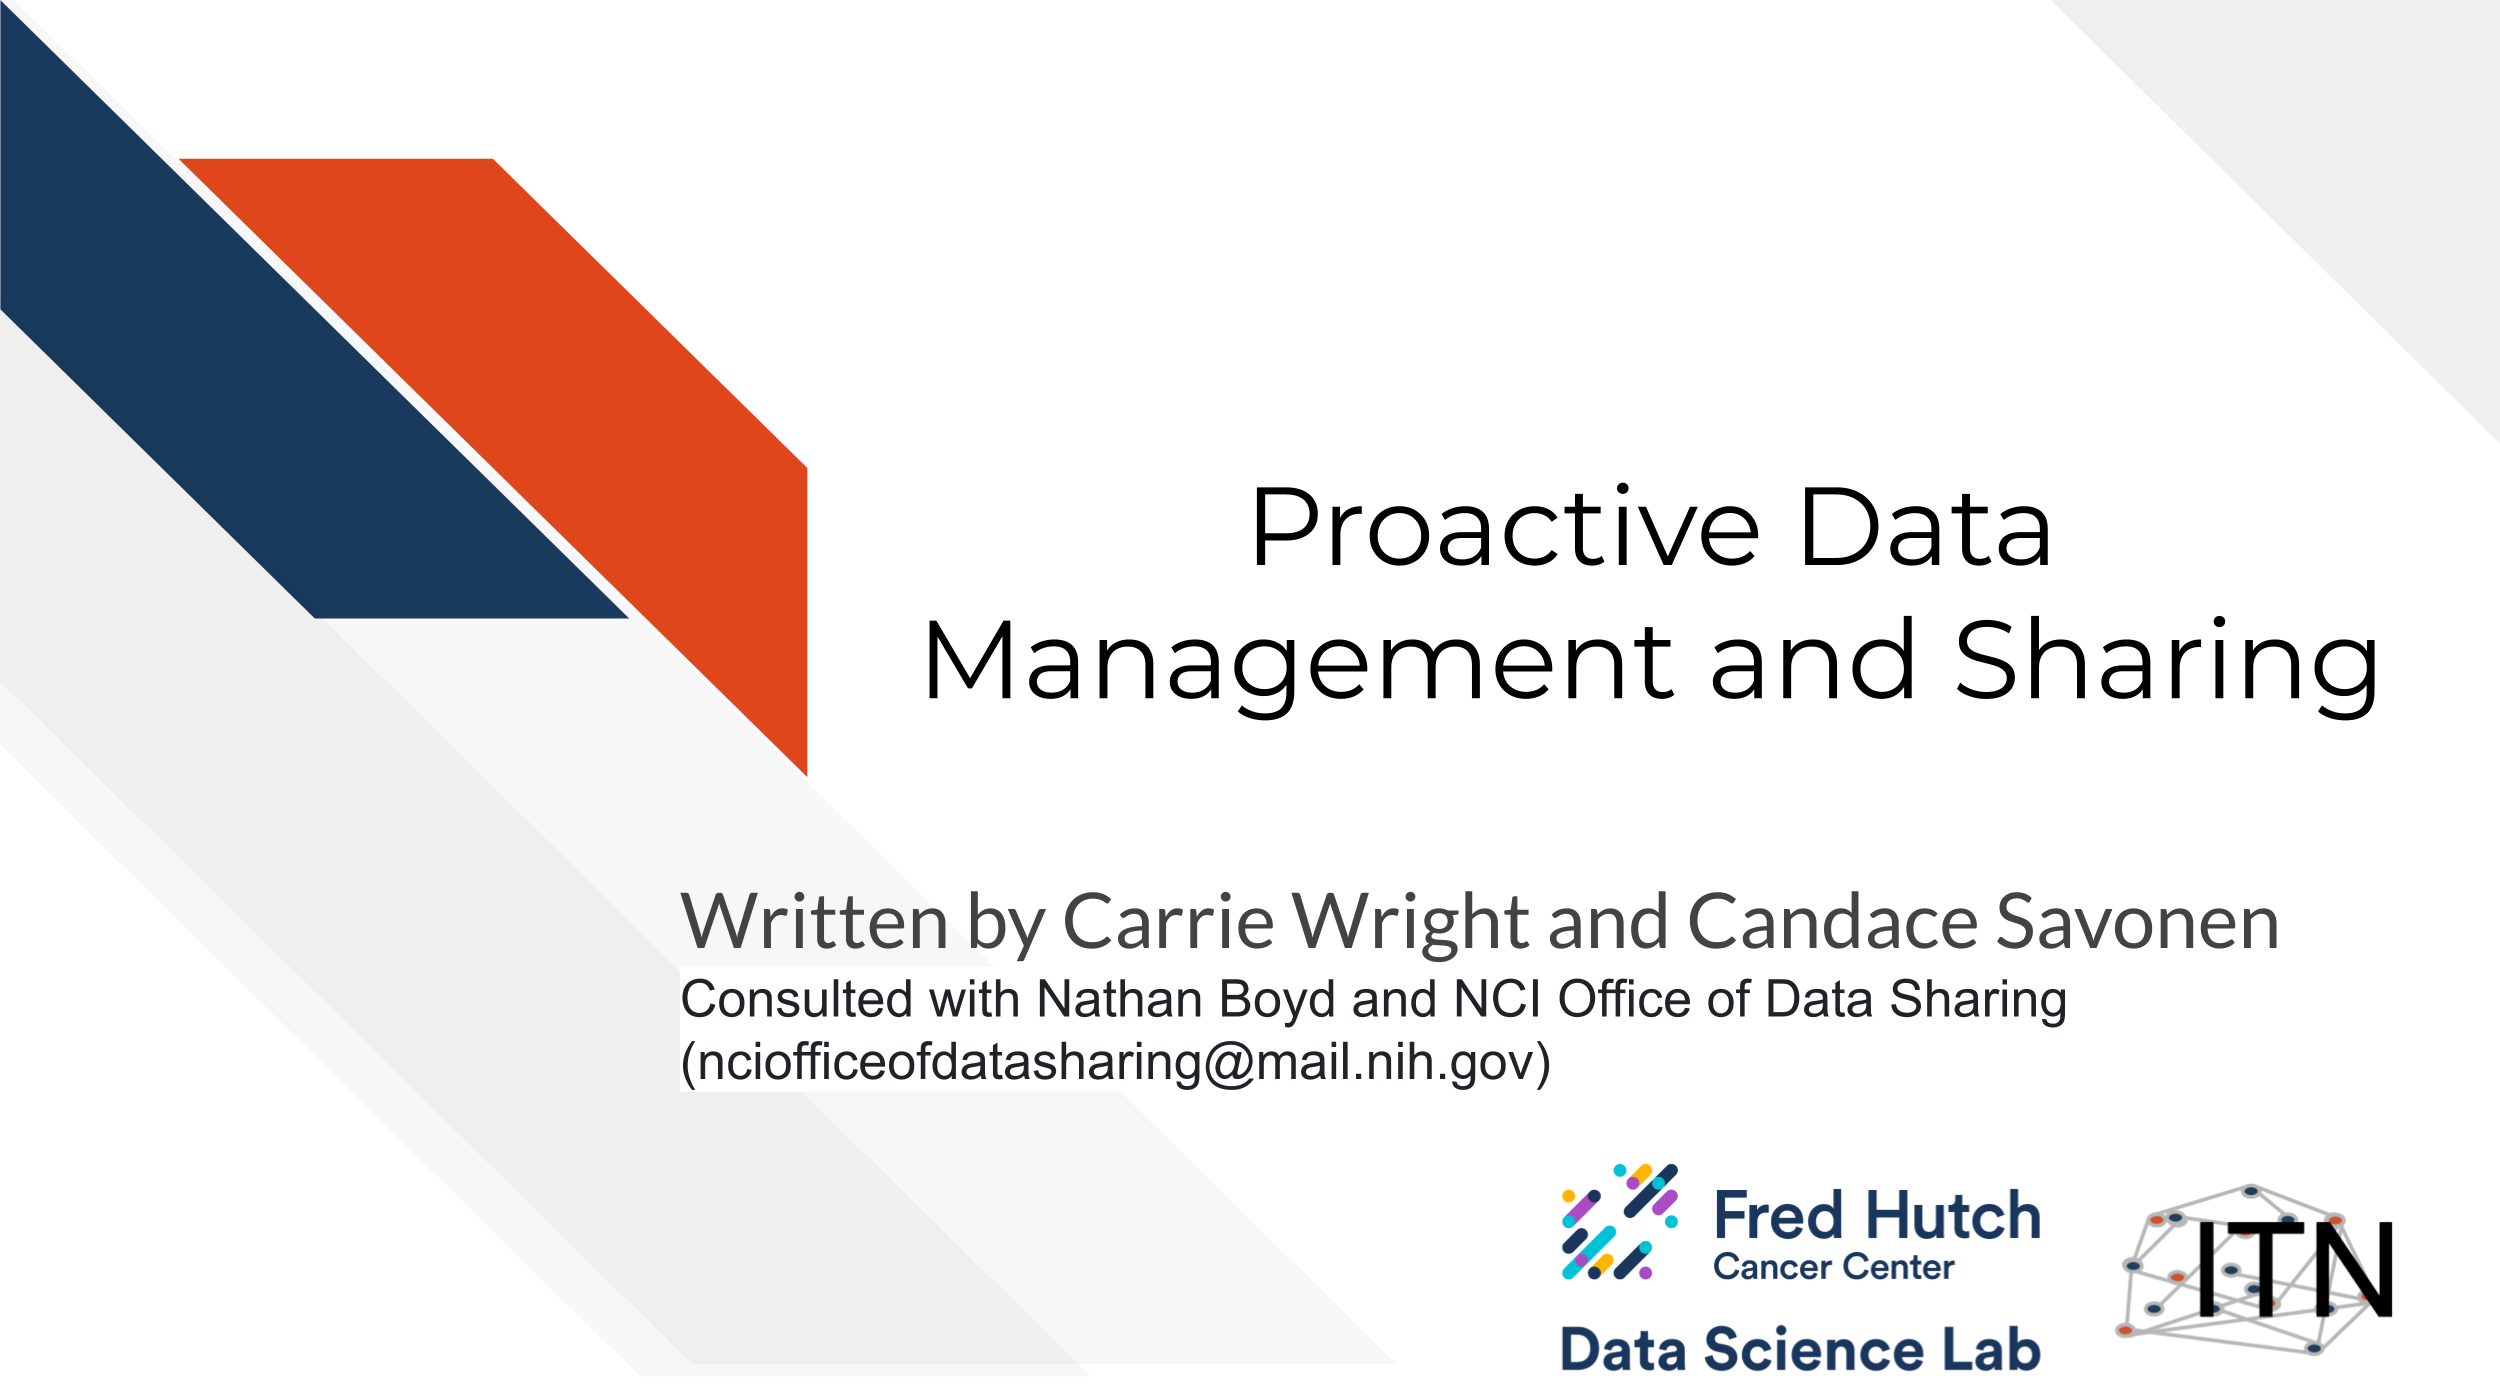 Proactive Data
Management and Sharing
Written by Carrie Wright and Candace Savonen
Consulted with Nathan Boyd and NCI Office of Data Sharing
(nciofficeofdatasharing@mail.nih.gov)
Fred Hutch
Cancer Center
Data Science Lab
ITN